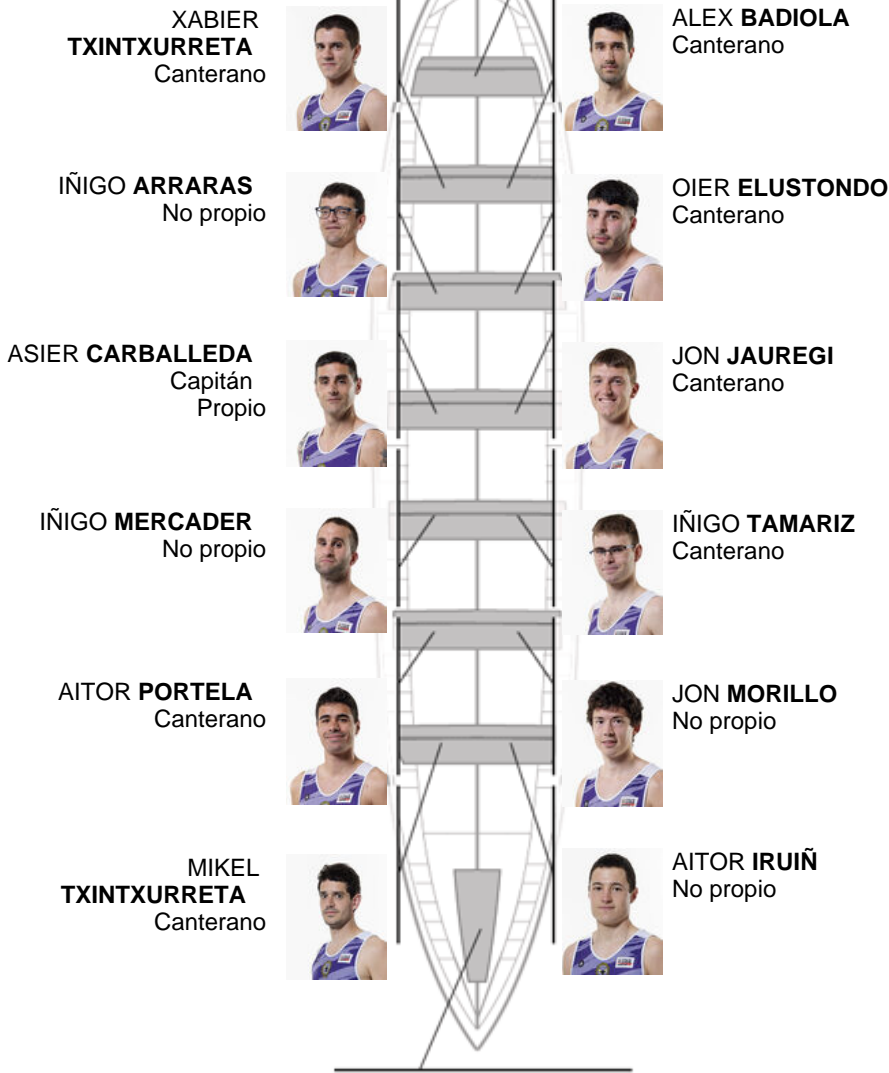 XABIER
TXINTXURRETA
Canterano
ALEX BADIOLA
Canterano
IÑIGO ARRARAS
No propio
OIER ELUSTONDO
Canterano
ASIER CARBALLEDA
Capitán
Propio
JON JAUREGI
Canterano
IÑIGO MERCADER
No propio
IÑIGO TAMARIZ
Canterano
AITOR PORTELA
Canterano
JON MORILLO
No propio
MIKEL
TXINTXURRETA
Canterano
AITOR IRUIÑ
No propio